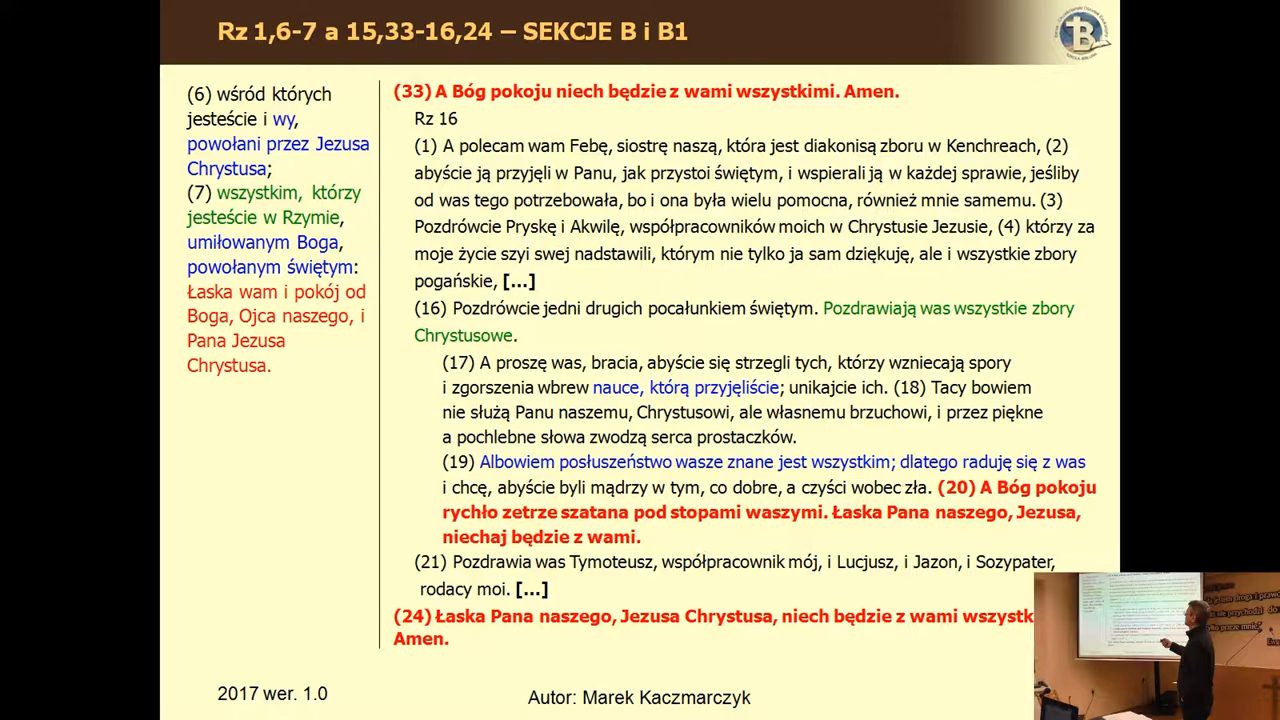 Rz 1,6-7 a 15,33-16,24 – SEKCJE B i B1
(6) wśród których
jesteście i wy,
powołani przez Jezusa
Chrystusa;
(7) wszystkim, którzy
jesteście w Rzymie,
umiłowanym Boga,
powołanym świętym:
Łaska wam i pokój od
Boga, Ojca naszego, i
Pana Jezusa
Chrystusa.
(33) A Bóg pokoju niech będzie z wami wszystkimi. Amen.
Rz 16
(1) A polecam wam Febę, siostrę naszą, która jest diakonisą zboru w Kenchreach, (2)
abyście ją przyjęli w Panu, jak przystoi świętym, i wspierali ją w każdej sprawie, jeśliby
od was tego potrzebowała, bo i ona była wielu pomocna, również mnie samemu. (3)
Pozdrówcie Pryskę i Akwilę, współpracowników moich w Chrystusie Jezusie, (4) którzy za
moje życie szyi swej nadstawili, którym nie tylko ja sam dziękuję, ale i wszystkie zbory
pogańskie, [...]
(16) Pozdrówcie jedni drugich pocałunkiem świętym. Pozdrawiają was wszystkie zbory
Chrystusowe.
(17) A proszę was, bracia, abyście się strzegli tych, którzy wzniecają spory
i zgorszenia wbrew nauce, którą przyjęliście; unikajcie ich. (18) Tacy bowiem
nie służą Panu naszemu, Chrystusowi, ale własnemu brzuchowi, i przez piękne
a pochlebne słowa zwodzą serca prostaczków.
(19) Albowiem posłuszeństwo wasze znane jest wszystkim; dlatego raduję się z was
i chcę, abyście byli mądrzy w tym, co dobre, a czyści wobec zła. (20) A Bóg pokoju
rychło zetrze szatana pod stopami waszymi. Łaska Pana naszego, Jezusa,
niechaj będzie z wami.
(21) Pozdrawia was Tymoteusz, współpracownik mój, i Lucjusz, i Jazon, i Sozypater,
rodacy moi. [...]
(24) Łaska Pana naszego, Jezusa Chrystusa, niech będzie z wami wszystk
Amen.
2017 wer. 1.0
Autor: Marek Kaczmarczyk